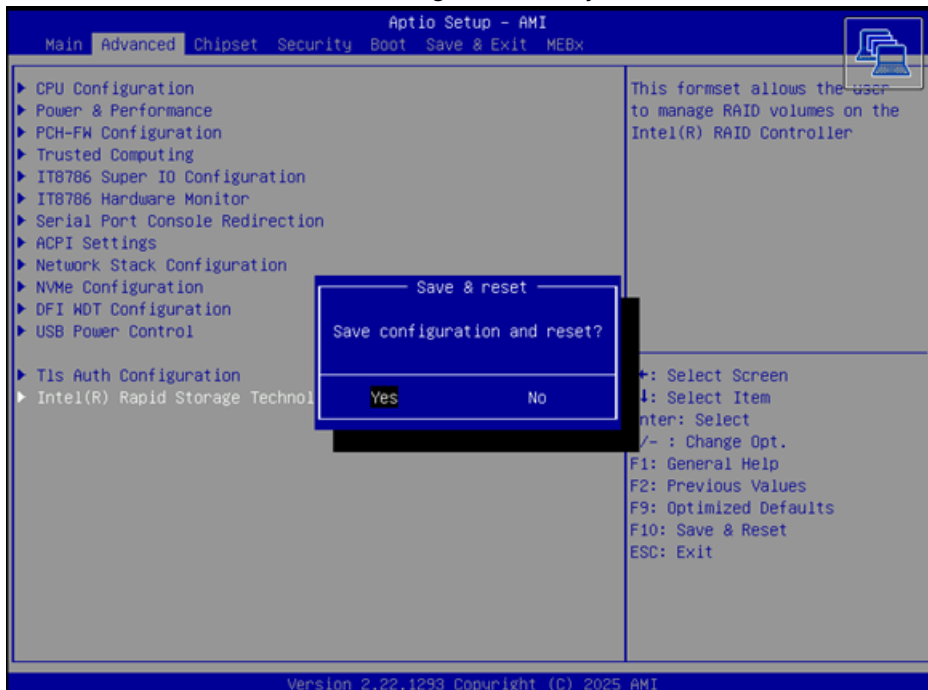 Aptio Setup - AMI
Main Advanced Chipset Security Boot Save & Exit MEBx
CPU Configuration
Power & Performance
PCH-FW Configuration
Trusted Computing
IT8786 Super IO Configuration
IT8786 Hardware Monitor
Serial Port Console Redirection
ACPI Settings
Network Stack Configuration
NVMe Configuration
DFI WDT Configuration
USB Power Control
Tls Auth Configuration
Intel(R) Rapid Storage Technol
This formset allows the user
to manage RAID volumes on the
Intel(R) RAID Controller
Save & reset
Save configuration and reset?
Yes No
←: Select Screen
↓: Select Item
nter: Select
/- : Change Opt.
F1: General Help
F2: Previous Values
F9: Optimized Defaults
F10: Save & Reset
ESC: Exit
Version 2.22.1293 Copyright (C) 2025 AMI